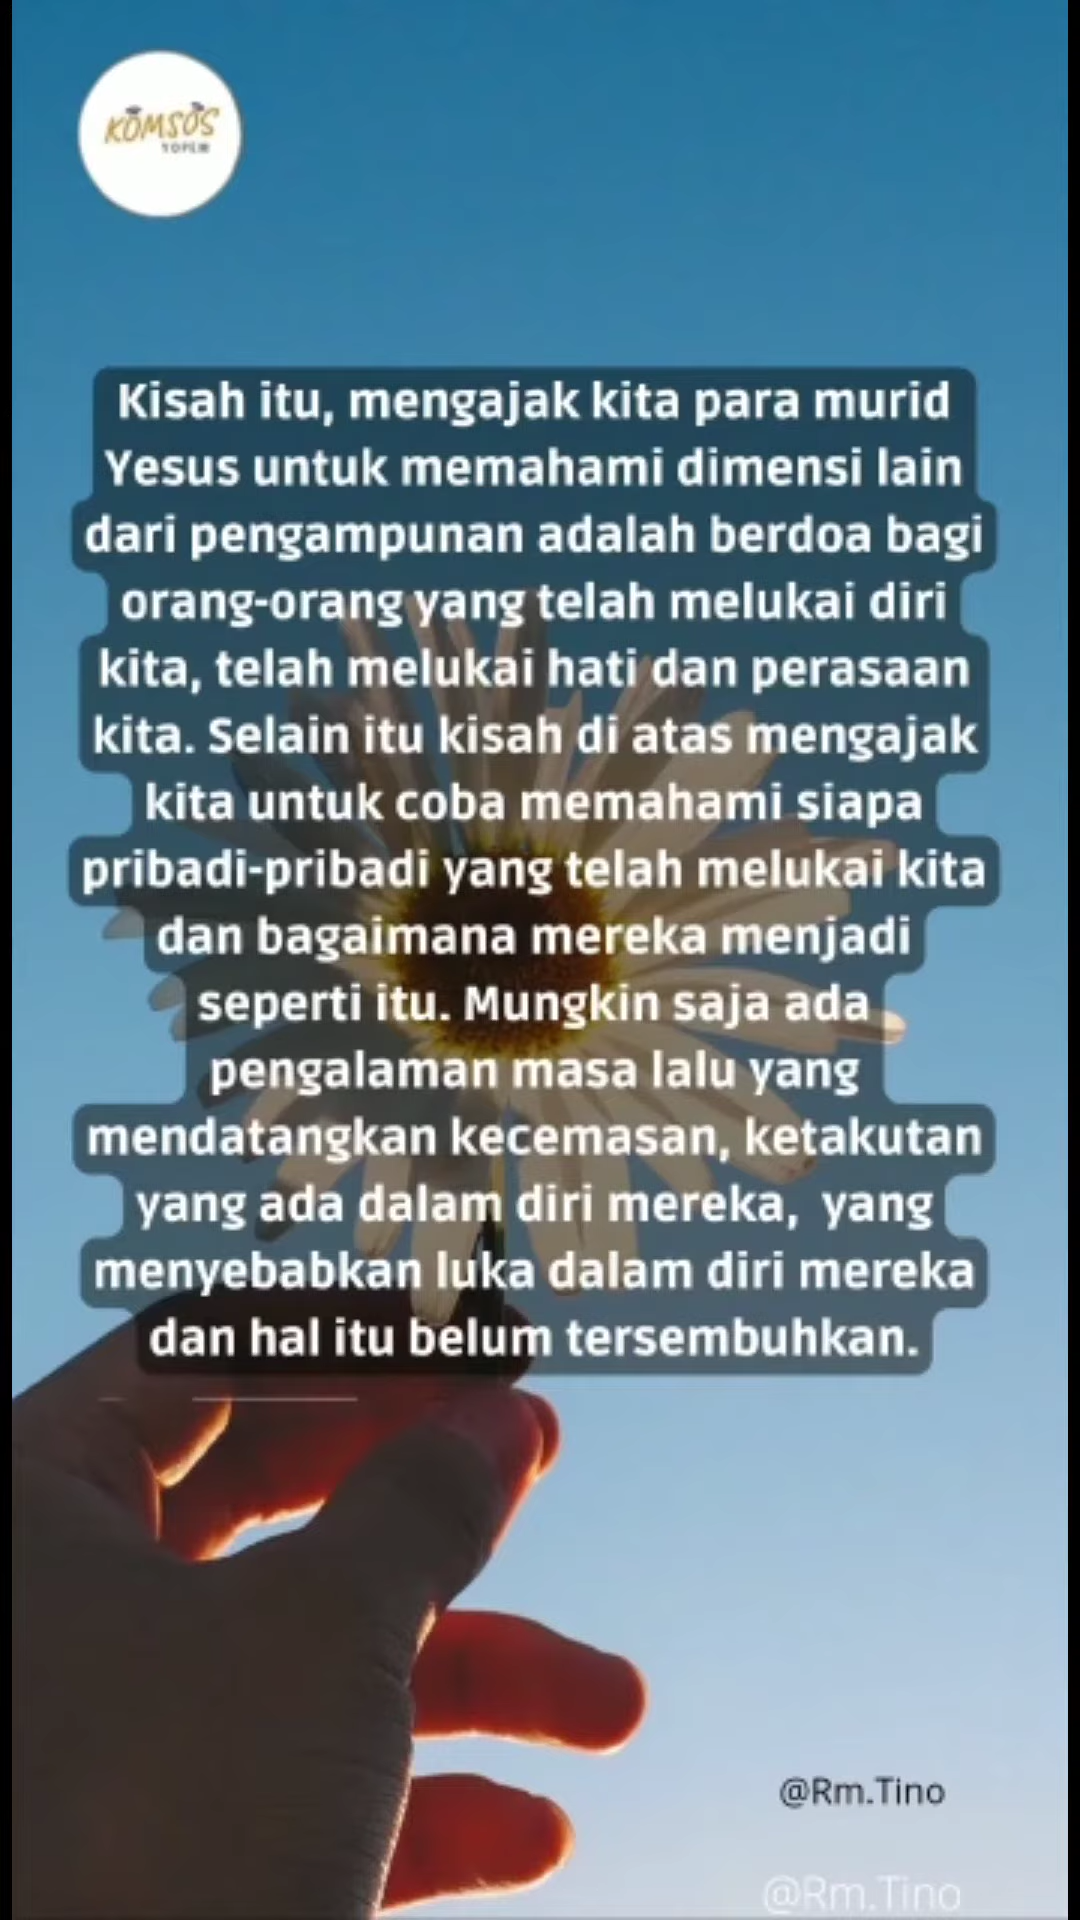 KOMSOS
YOPEM
Kisah itu, mengajak kita para murid
Yesus untuk memahami dimensi lain
dari pengampunan adalah berdoa bagi
orang-orang yang telah melukai diri
kita, telah melukai hati dan perasaan
kita. Selain itu kisah di atas mengajak
kita untuk coba memahami siapa
pribadi-pribadi yang telah melukai kita
dan bagaimana mereka menjadi
seperti itu. Mungkin saja ada
pengalaman masa lalu yang
mendatangkan kecemasan, ketakutan
yang ada dalam diri mereka, yang
menyebabkan luka dalam diri mereka
dan hal itu belum tersembuhkan.
@Rm.Tino
@Rm.Tino